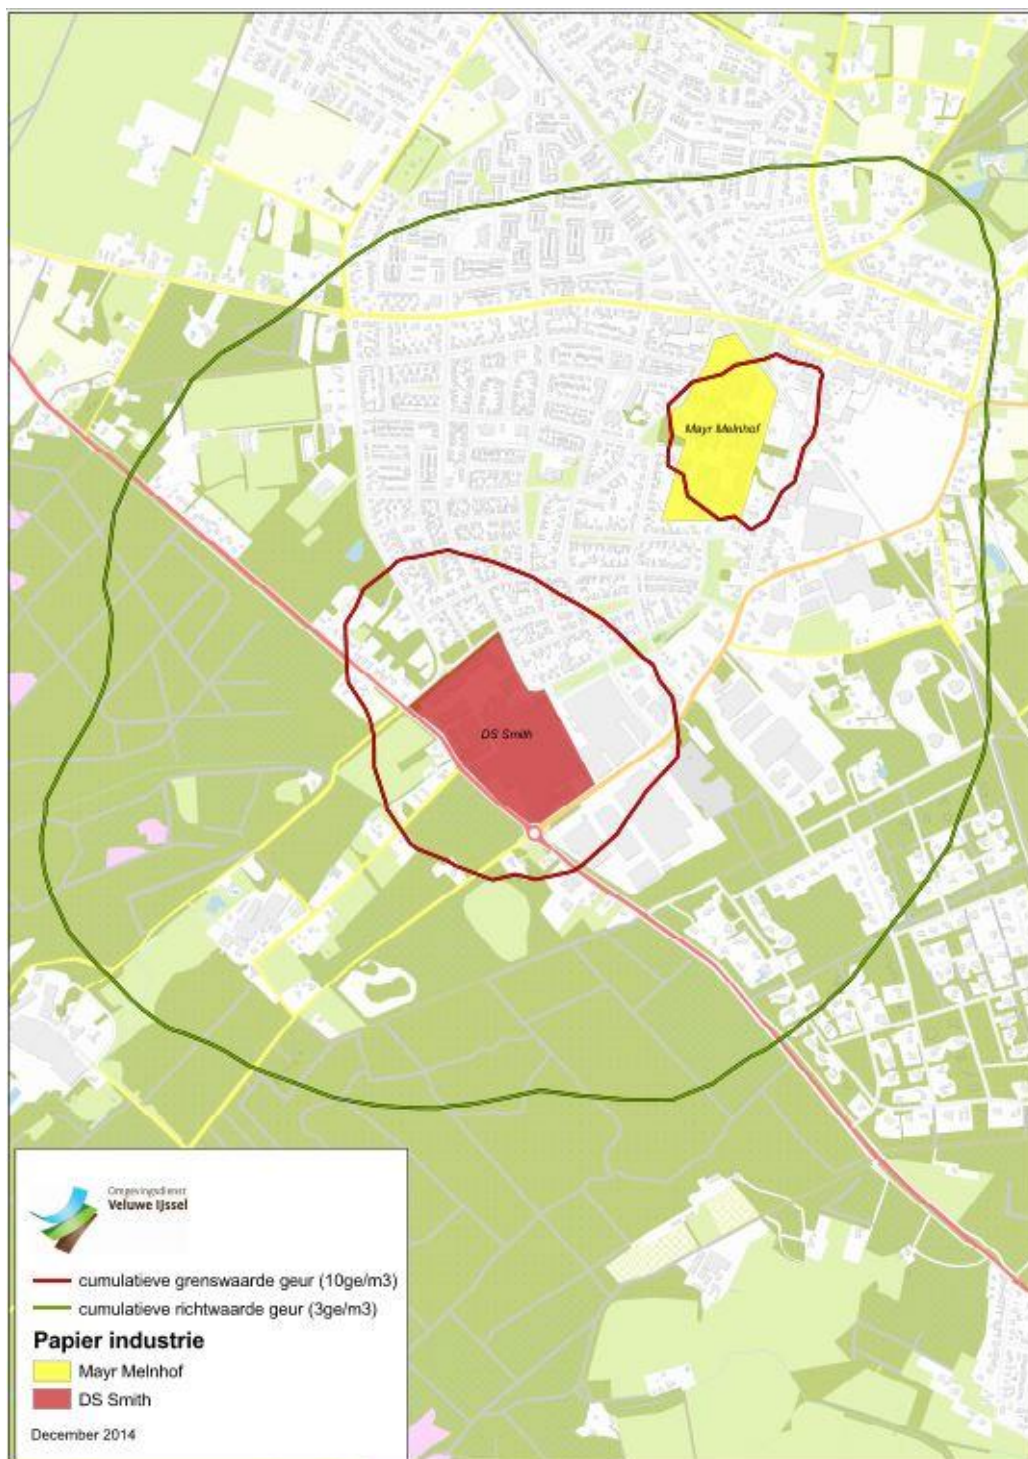 Mayr Melnhof
DS Smith
Omgevingsdienst
Veluwe IJssel
cumulatieve grenswaarde geur (10ge/m3)
cumulatieve richtwaarde geur (3ge/m3)
Papier industrie
Mayr Melnhof
DS Smith
December 2014